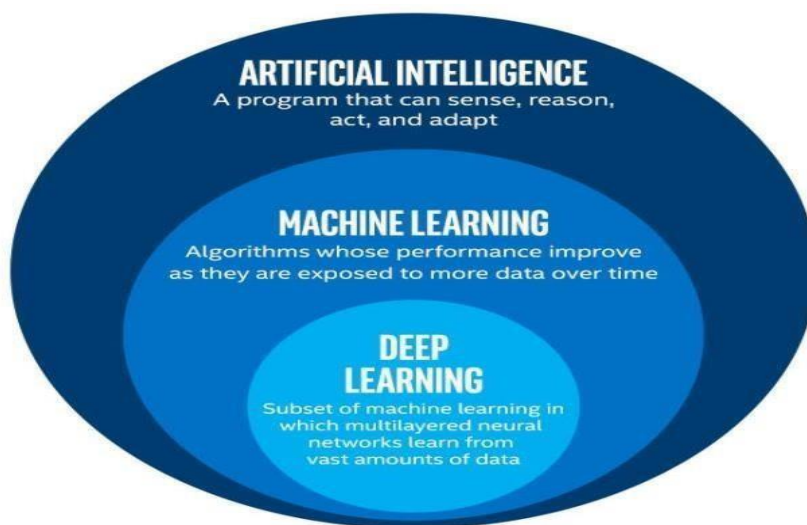 ARTIFICIAL INTELLIGENCE
A program that can sense, reason,
act, and adapt
MACHINE LEARNING
Algorithms whose performance improve
as they are exposed to more data over time
DEEP
LEARNING
Subset of machine learning in
which multilayered neural
networks learn from
vast amounts of data